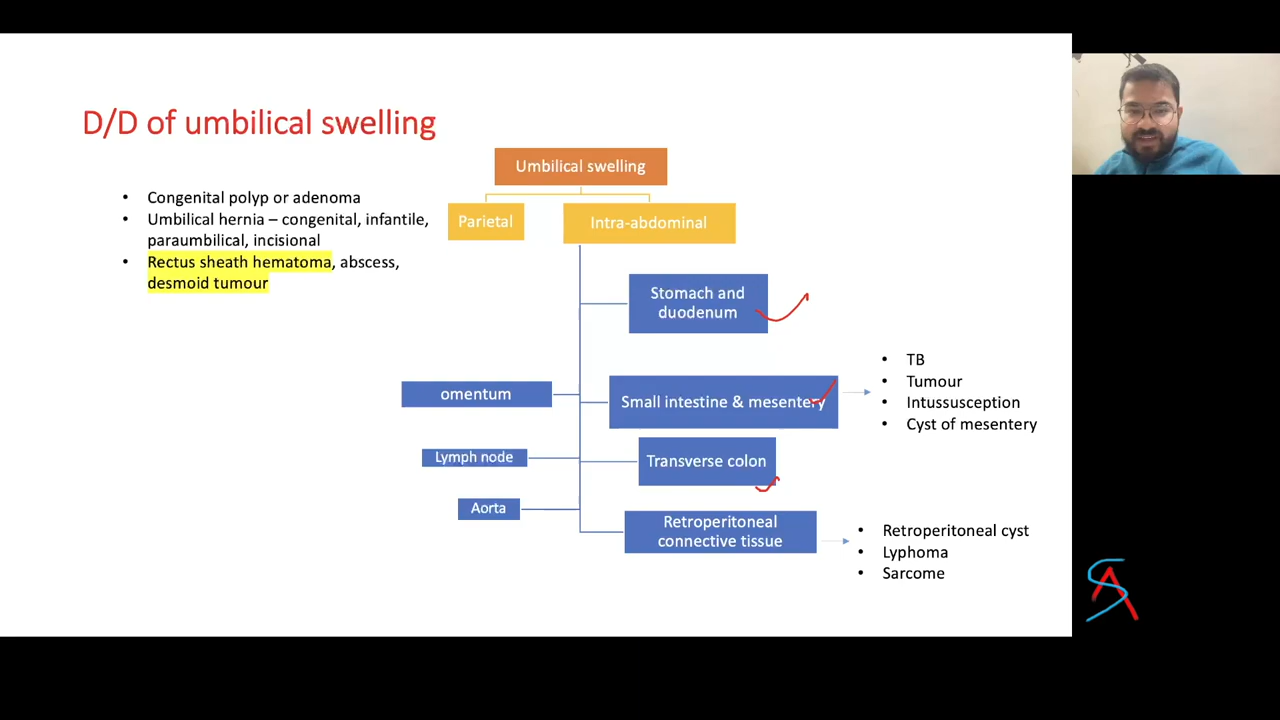 D/D of umbilical swelling
Umbilical swelling
Parietal
Intra-abdominal
• Congenital polyp or adenoma
• Umbilical hernia – congenital, infantile,
paraumbilical, incisional
• Rectus sheath hematoma, abscess,
desmoid tumour
Stomach and
duodenum
omentum
Small intestine & mesentery
• TB
• Tumour
• Intussusception
• Cyst of mesentery
Lymph node
Transverse colon
Aorta
Retroperitoneal
connective tissue
• Retroperitoneal cyst
• Lyphoma
• Sarcome
SA